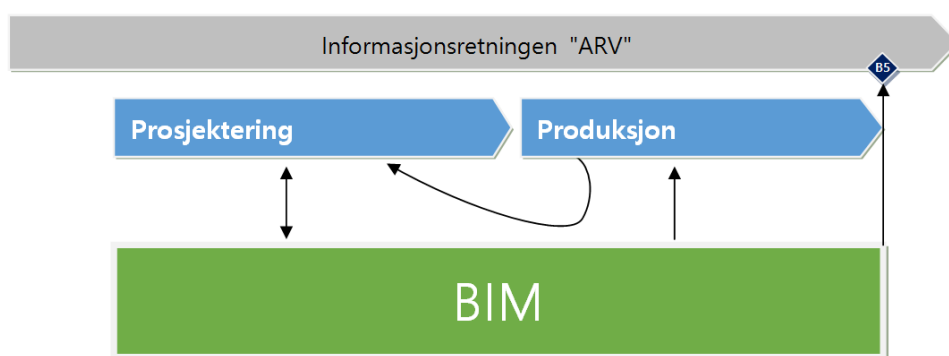 Informasjonsretningen "ARV"
B5
Prosjektering
Produksjon
BIM